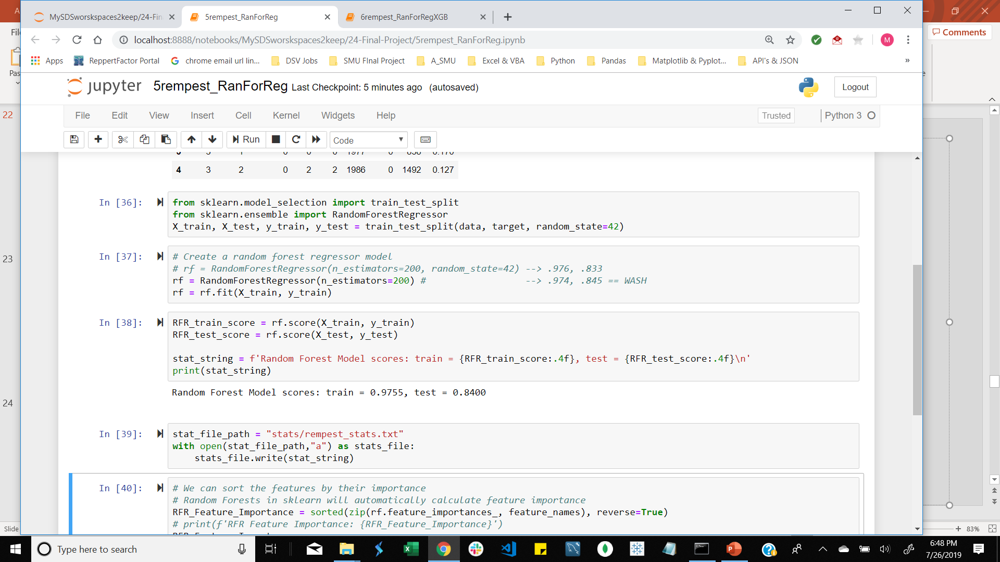 MySDSworskspaces2keep/24-Fin
5rempest_RanForReg
6rempest_RanForRegXGB
localhost:8888/notebooks/MySDSworskspaces2keep/24-Final-Project/5rempest_RanForReg.ipynb
M
Comments
Apps
ReppertFactor Portal
chrome email url lin...
DSV Jobs
SMU FInal Project
A_SMU
Excel & VBA
Python
Pandas
Matplotlib & Pyplot...
API's & JSON
»
jupyter 5rempest_RanForReg Last Checkpoint: 5 minutes ago (autosaved)
Logout
File Edit View Insert Cell Kernel Widgets Help
Trusted
Python 3
Run
Code
4 3 2 0 2 2 1986 0 1492 0.127
In [36]:
from sklearn.model_selection import train_test_split
from sklearn.ensemble import RandomForestRegressor
X_train, X_test, y_train, y_test = train_test_split(data, target, random_state=42)
In [37]:
# Create a random forest regressor model
# rf = RandomForestRegressor(n_estimators=200, random_state=42) --> .976, .833
rf = RandomForestRegressor(n_estimators=200) # --> .974, .845 == WASH
rf = rf.fit(X_train, y_train)
In [38]:
RFR_train_score = rf.score(X_train, y_train)
RFR_test_score = rf.score(X_test, y_test)
stat_string = f'Random Forest Model scores: train = {RFR_train_score:.4f}, test = {RFR_test_score:.4f}\n'
print(stat_string)
Random Forest Model scores: train = 0.9755, test = 0.8400
In [39]:
stat_file_path = "stats/rempest_stats.txt"
with open(stat_file_path,"a") as stats_file:
    stats_file.write(stat_string)
In [40]:
# We can sort the features by their importance
# Random Forests in sklearn will automatically calculate feature importance
RFR_Feature_Importance = sorted(zip(rf.feature_importances_, feature_names), reverse=True)
# print(f'RFR Feature Importance: {RFR_Feature_Importance}')
22
23
24
Slide
83%
Type here to search
6:48 PM
7/26/2019